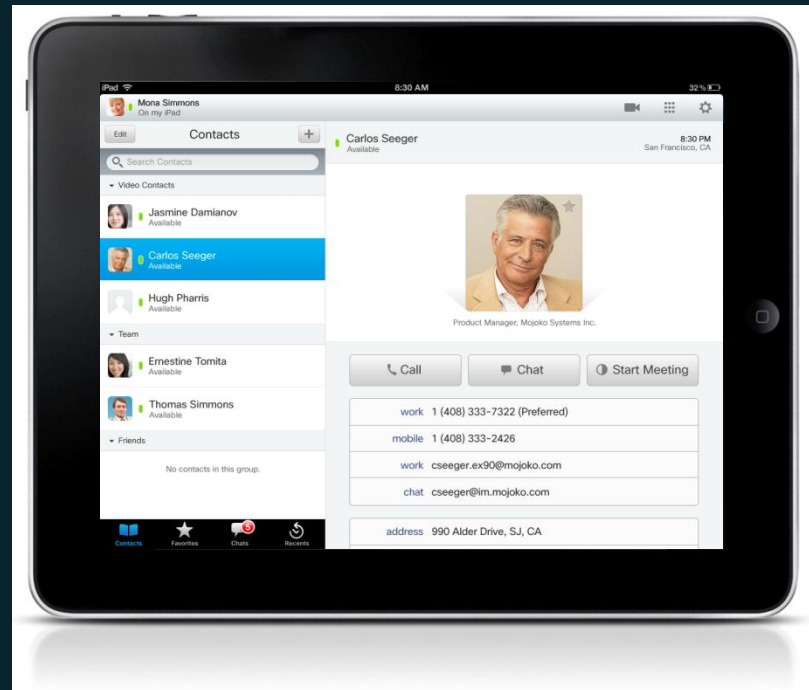 iPad
8:30 AM
32%
Mona Simmons
On my iPad
Edit
Contacts
+
Search Contacts
Video Contacts
Jasmine Damianov
Available
Carlos Seeger
Available
Hugh Pharris
Available
Team
Ernestine Tomita
Available
Thomas Simmons
Available
Friends
No contacts in this group.
Contacts
Favorites
5
Chats
Recents
Carlos Seeger
Available
8:30 PM
San Francisco, CA
Product Manager, Mojoko Systems Inc.
Call
Chat
Start Meeting
work 1 (408) 333-7322 (Preferred)
mobile 1 (408) 333-2426
work cseeger.ex90@mojoko.com
chat cseeger@im.mojoko.com
address 990 Alder Drive, SJ, CA